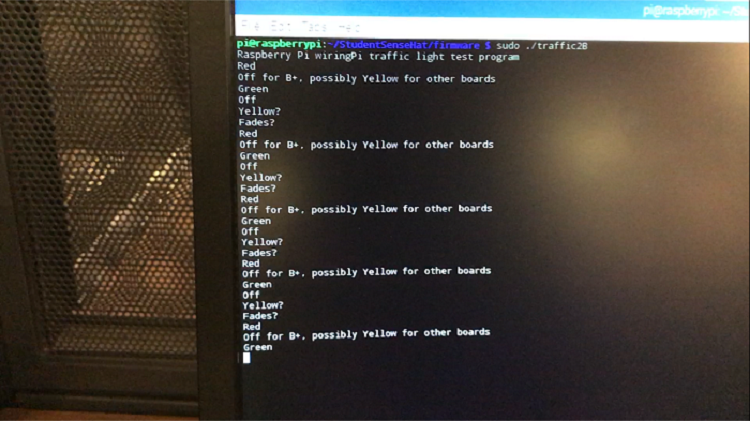 pi@raspberrypi: ~/St
File Edit Tabs Help
pi@raspberrypi:~/StudentSenseHat/firmware $ sudo ./traffic2B
Raspberry Pi wiringPi traffic light test program
Red
Off for B+, possibly Yellow for other boards
Green
Off
Yellow?
Fades?
Red
Off for B+, possibly Yellow for other boards
Green
Off
Yellow?
Fades?
Red
Off for B+, possibly Yellow for other boards
Green
Off
Yellow?
Fades?
Red
Off for B+, possibly Yellow for other boards
Green
Off
Yellow?
Fades?
Red
Off for B+, possibly Yellow for other boards
Green